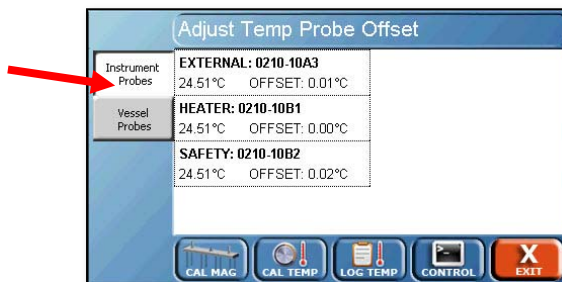 Adjust Temp Probe Offset
Instrument
Probes
Vessel
Probes
EXTERNAL: 0210-10A3
24.51°C OFFSET: 0.01°C
HEATER: 0210-10B1
24.51°C OFFSET: 0.00°C
SAFETY: 0210-10B2
24.51°C OFFSET: 0.02°C
CAL MAG
CAL TEMP
LOG TEMP
CONTROL
X
EXIT